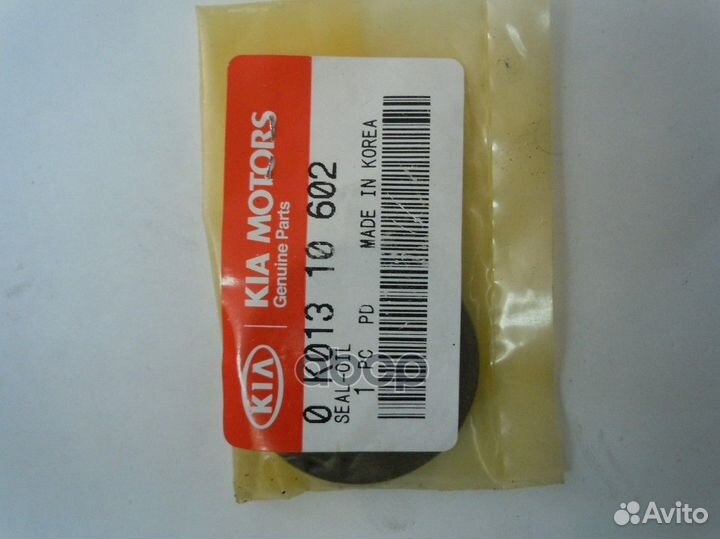 KIA
KIA MOTORS
Genuine Parts
0 K013 10 602
SEAL-OIL
1 PC PD MADE IN KOREA
Avito